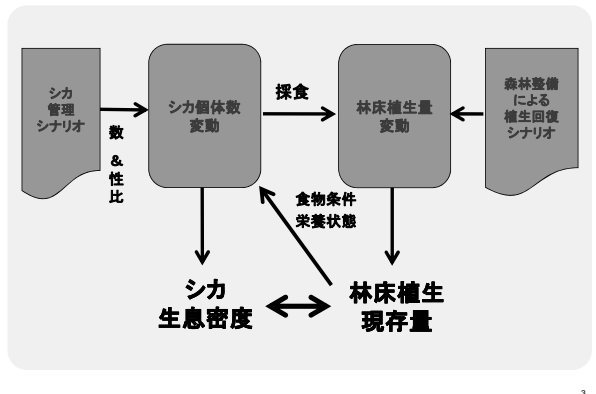 シカ
管理
シナリオ
数
&
性
比
シカ個体数
変動
採食
林床植生量
変動
森林整備
による
植生回復
シナリオ
食物条件
栄養状態
シカ
生息密度
林床植生
現存量
3